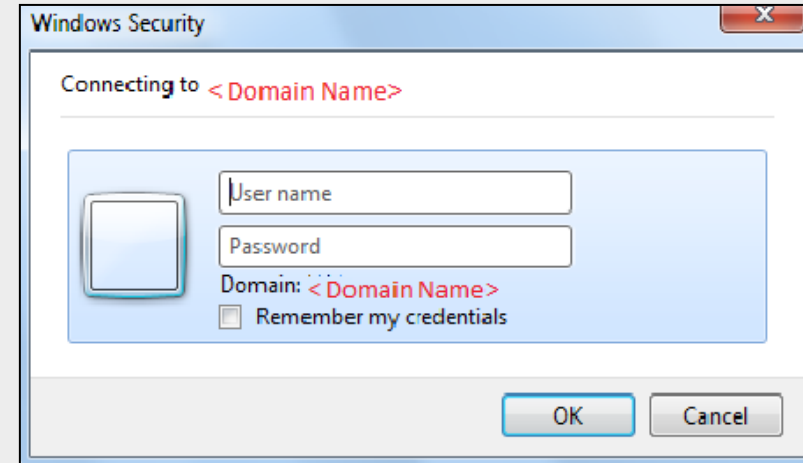 Windows Security
x
Connecting to <Domain Name>
User name
Password
Domain: <Domain Name>
Remember my credentials
OK Cancel